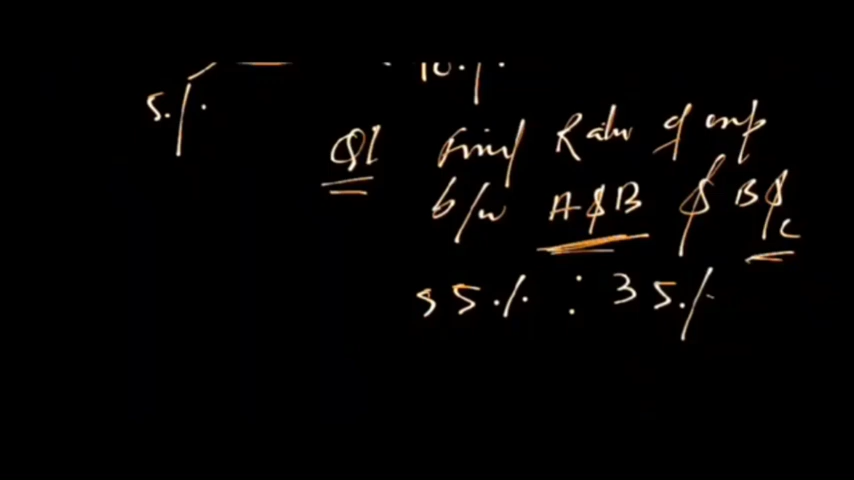 10%
5%
Q1 Find Ratio of emp
b/w A & B & B & C
55% : 35%